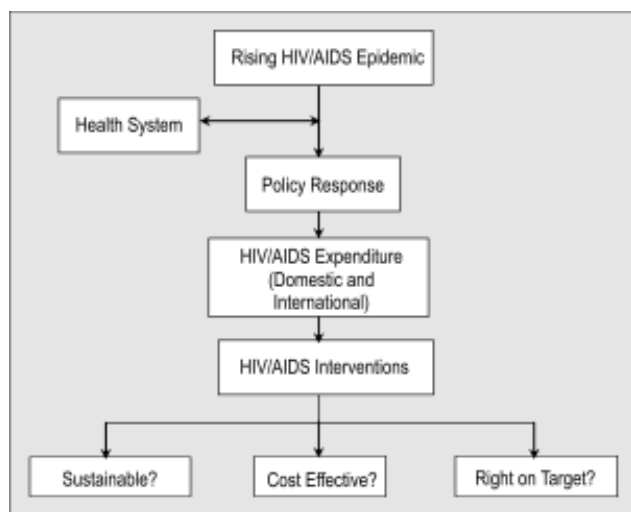 Rising HIV/AIDS Epidemic
Health System
Policy Response
HIV/AIDS Expenditure
(Domestic and
International)
HIV/AIDS Interventions
Sustainable?
Cost Effective?
Right on Target?